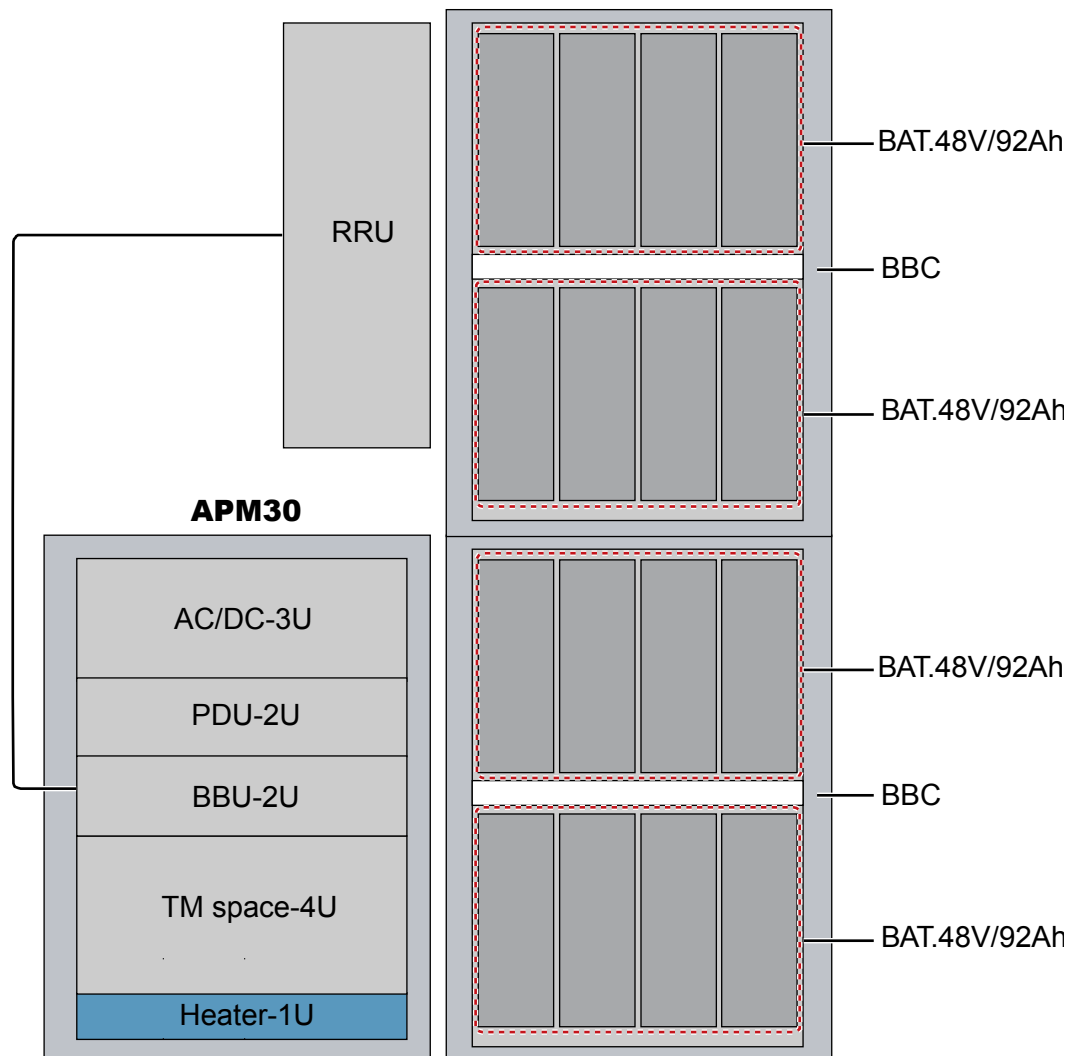 BAT.48V/92Ah
RRU
BBC
BAT.48V/92Ah
APM30
AC/DC-3U
BAT.48V/92Ah
PDU-2U
BBU-2U
BBC
TM space-4U
BAT.48V/92Ah
Heater-1U